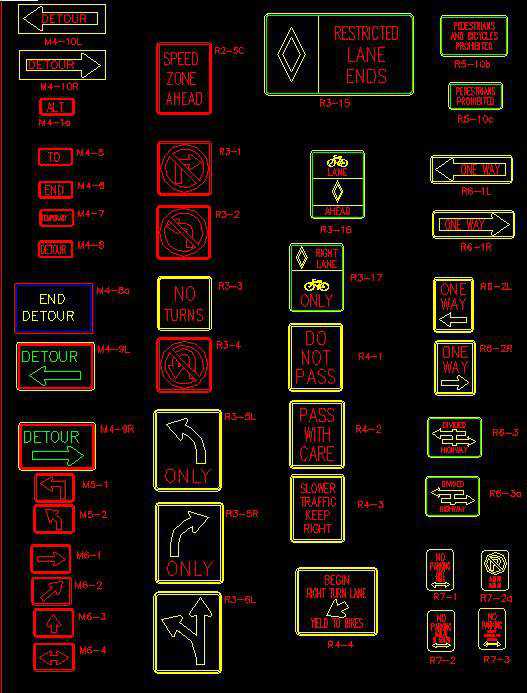 DETOUR
M4-10L
DETOUR
M4-10R
ALT
M4-1a
TO
M4-5
END
M4-6
M4-7
DETOUR
M4-8
END
DETOUR
M4-8a
DETOUR
M4-9L
DETOUR
M4-9R
M5-1
M5-2
M6-1
M6-2
M6-3
M6-4
SPEED
ZONE
AHEAD
R2-5C
R3-1
R3-2
NO
TURNS
R3-3
R3-4
ONLY
R3-5L
ONLY
R3-5R
R3-6L
RESTRICTED
LANE
ENDS
R3-15
LANE
AHEAD
R3-16
RIGHT
LANE
ONLY
R3-17
DO
NOT
PASS
R4-1
PASS
WITH
CARE
R4-2
SLOWER
TRAFFIC
KEEP
RIGHT
R4-3
BEGIN
RIGHT TURN LANE
YIELD TO BIKES
R4-4
PEDESTRIANS
AND BICYCLES
PROHIBITED
R5-10b
PEDESTRIANS
PROHIBITED
R5-10c
ONE WAY
R6-1L
ONE WAY
R6-1R
ONE
WAY
R6-2L
ONE
WAY
R6-2R
DIVIDED
HIGHWAY
R6-3
DIVIDED
HIGHWAY
R6-3a
NO
PARKING
R7-1
R7-2a
NO
PARKING
R7-2
NO
PARKING
R7-3